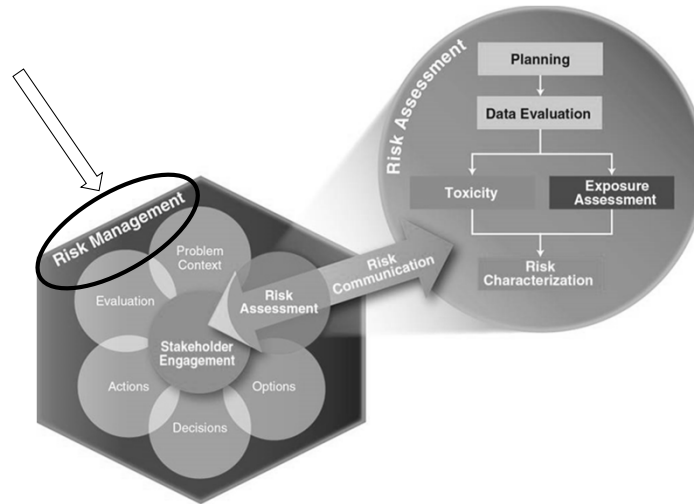 Risk Management
Problem
Context
Evaluation
Risk
Assessment
Stakeholder
Engagement
Actions
Options
Decisions
Risk
Communication
Risk Assessment
Planning
Data Evaluation
Toxicity
Exposure
Assessment
Risk
Characterization